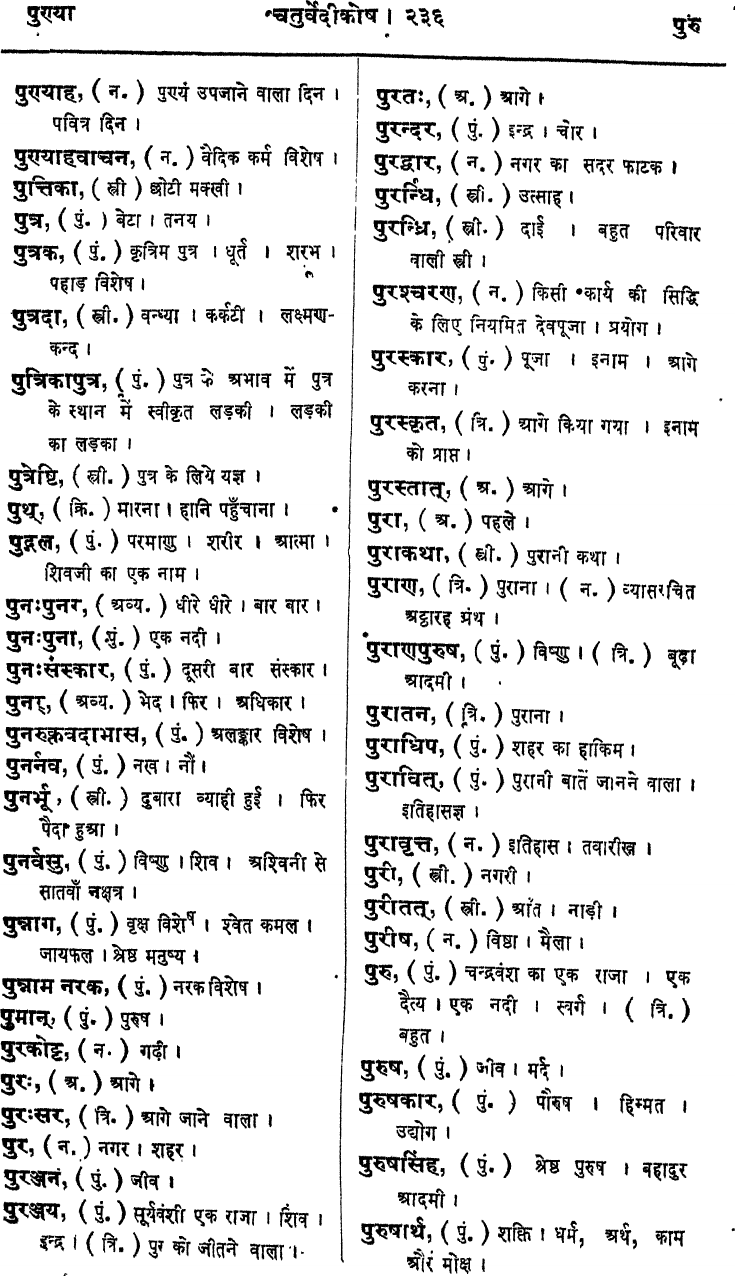 पुण्या
चतुर्वेदीकोष । २३६
पुरु
पुण्याह, ( न. ) पुण्य उपजाने वाला दिन ।
पवित्र दिन ।
पुण्याहवाचन, ( न. ) वैदिक कर्म विशेष ।
पुत्तिका, ( स्त्री ) छोटी मक्खी ।
पुत्र, ( पुं. ) बेटा । तनय ।
पुत्रक, ( पुं. ) कृत्रिम पुत्र । धूर्त । शरभ ।
पहाड़ विशेष ।
पुत्रदा, ( स्त्री. ) वन्ध्या । कर्कटी । लक्ष्मण-
कन्द ।
पुत्रिकापुत्र, ( पुं. ) पुत्र के अभाव में पुत्र
के स्थान में स्वीकृत लड़की । लड़की
का लड़का ।
पुत्रेष्टि, ( स्त्री. ) पुत्र के लिये यज्ञ ।
पुथ्, ( क्रि. ) मारना । हानि पहुँचाना ।
पुद्गल, ( पुं. ) परमाणु । शरीर । आत्मा ।
शिवजी का एक नाम ।
पुनःपुनर, ( अव्य. ) धीरे धीरे । बार बार ।
पुनःपुना, ( पुं. ) एक नदी ।
पुनःसंस्कार, ( पुं. ) दूसरी बार संस्कार ।
पुनर्, ( अव्य. ) भेद । फिर । अधिकार ।
पुनरुक्तवदाभास, ( पुं. ) अलङ्कार विशेष ।
पुनर्नव, ( पुं. ) नख । नौं ।
पुनर्भू, ( स्त्री. ) दुबारा व्याही हुई । फिर
पैदा हुआ ।
पुनर्वसु, ( पुं. ) विष्णु । शिव । अश्विनी से
सातवाँ नक्षत्र ।
पुन्नाग, ( पुं. ) वृक्ष विशेष । श्वेत कमल ।
जायफल । श्रेष्ठ मनुष्य ।
पुन्नाम नरक, ( पुं. ) नरक विशेष ।
पुमान्, ( पुं. ) पुरुष ।
पुरकोट्ट, ( न. ) गढ़ी ।
पुरः, ( अ. ) आगे ।
पुरःसर, ( त्रि. ) आगे जाने वाला ।
पुर, ( न. ) नगर । शहर ।
पुरञ्जनं, ( पुं. ) जीव ।
पुरञ्जय, ( पुं. ) सूर्यवंशी एक राजा । शिव ।
इन्द्र । ( त्रि. ) पुर को जीतने वाला ।
पुरतः, ( अ. ) आगे ।
पुरन्दर, ( पुं. ) इन्द्र । चोर ।
पुरद्वार, ( न. ) नगर का सदर फाटक ।
पुरन्धि, ( स्त्री. ) उत्साह ।
पुरन्ध्रि, ( स्त्री. ) दाई । बहुत परिवार
वाली स्त्री ।
पुरश्चरण, ( न. ) किसी कार्य की सिद्धि
के लिए नियमित देवपूजा । प्रयोग ।
पुरस्कार, ( पुं. ) पूजा । इनाम । आगे
करना ।
पुरस्कृत, ( त्रि. ) आगे किया गया । इनाम
को प्राप्त ।
पुरस्तात्, ( अ. ) आगे ।
पुरा, ( अ. ) पहले ।
पुराकथा, ( स्त्री. ) पुरानी कथा ।
पुराण, ( त्रि. ) पुराना । ( न. ) व्यासरचित
अट्ठारह ग्रंथ ।
पुराणपुरुष, ( पुं. ) विष्णु । ( त्रि. ) बूढ़ा
आदमी ।
पुरातन, ( त्रि. ) पुराना ।
पुराधिप, ( पुं. ) शहर का हाकिम ।
पुरावित्, ( पुं. ) पुरानी बातें जानने वाला ।
इतिहासज्ञ ।
पुरावृत्त, ( न. ) इतिहास । तवारीख ।
पुरी, ( स्त्री. ) नगरी ।
पुरीतत्, ( स्त्री. ) आँत । नाड़ी ।
पुरीष, ( न. ) विष्ठा । मैला ।
पुरु, ( पुं. ) चन्द्रवंश का एक राजा । एक
दैत्य । एक नदी । स्वर्ग । ( त्रि. )
बहुत ।
पुरुष, ( पुं. ) जीव । मर्द ।
पुरुषकार, ( पुं. ) पौरुष । हिम्मत ।
उद्योग ।
पुरुषसिंह, ( पुं. ) श्रेष्ठ पुरुष । बहादुर
आदमी ।
पुरुषार्थ, ( पुं. ) शक्ति । धर्म, अर्थ, काम
और मोक्ष ।